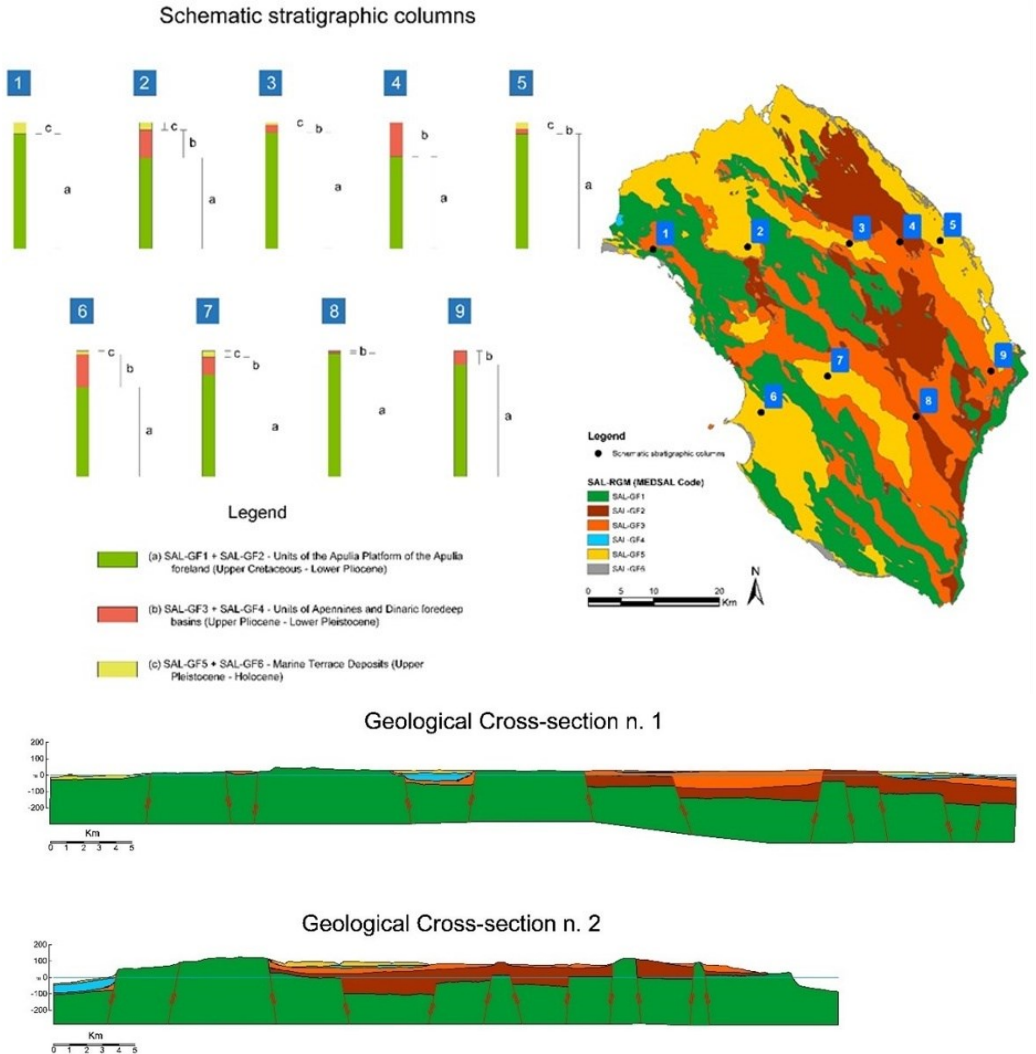 Schematic stratigraphic columns
1
2
3
4
5
c
a
c
b
a
c
b
a
b
a
c
b
a
6
7
8
9
c
b
a
c
b
a
b
a
b
a
Legend
(a) SAL-GF1 + SAL-GF2 - Units of the Apulia Platform of the Apulia
foreland (Upper Cretaceous - Lower Pliocene)
(b) SAL-GF3 + SAL-GF4 - Units of Apennines and Dinaric foredeep
basins (Upper Pliocene - Lower Pleistocene)
(c) SAL-GF5 + SAL-GF6 - Marine Terrace Deposits (Upper
Pleistocene - Holocene)
1
2
3
4
5
6
7
8
9
Legend
Schematic stratigraphic columns
SAL-RGM (MEDSAL Code)
SAL-GF1
SAL-GF2
SAL-GF3
SAL-GF4
SAL-GF5
SAL-GF6
0 5 10 20
Km
N
Geological Cross-section n. 1
200
100
0
-100
-200
Km
0 1 2 3 4 5
Geological Cross-section n. 2
200
100
0
-100
-200
Km
0 1 2 3 4 5